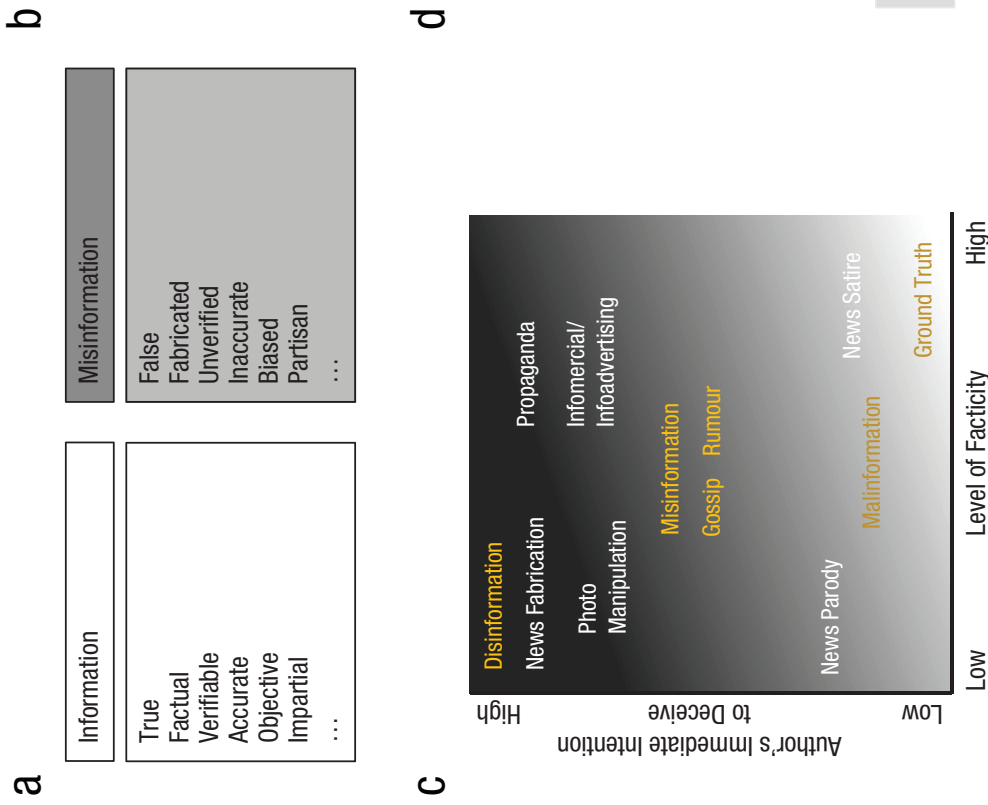 a
Information
True
Factual
Verifiable
Accurate
Objective
Impartial
...
Misinformation
False
Fabricated
Unverified
Inaccurate
Biased
Partisan
...
b
c
Author's Immediate Intention
to Deceive
High
Low
Disinformation
News Fabrication
Propaganda
Photo
Manipulation
Infomercial/
Infoadvertising
Misinformation
Gossip Rumour
News Parody
Malinformation
News Satire
Ground Truth
Low
Level of Facticity
High
d